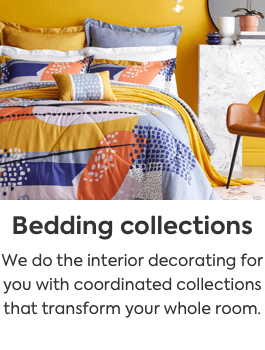 Bedding collections
We do the interior decorating for
you with coordinated collections
that transform your whole room.